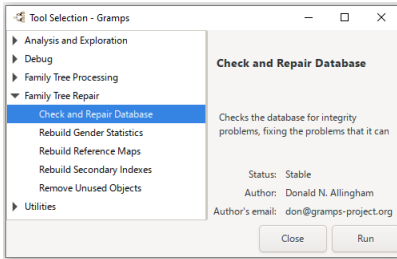 Tool Selection - Gramps
Analysis and Exploration
Debug
Family Tree Processing
Family Tree Repair
Check and Repair Database
Rebuild Gender Statistics
Rebuild Reference Maps
Rebuild Secondary Indexes
Remove Unused Objects
Utilities
Check and Repair Database
Checks the database for integrity
problems, fixing the problems that it can
Status: Stable
Author: Donald N. Allingham
Author's email: don@gramps-project.org
Close Run